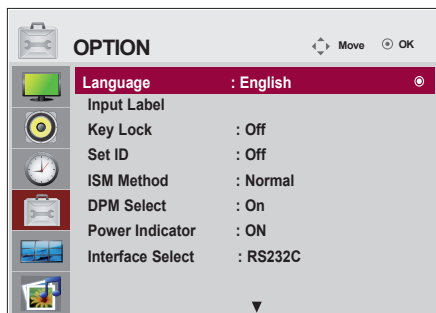 OPTION Move OK
Language : English
Input Label
Key Lock : Off
Set ID : Off
ISM Method : Normal
DPM Select : On
Power Indicator : ON
Interface Select : RS232C